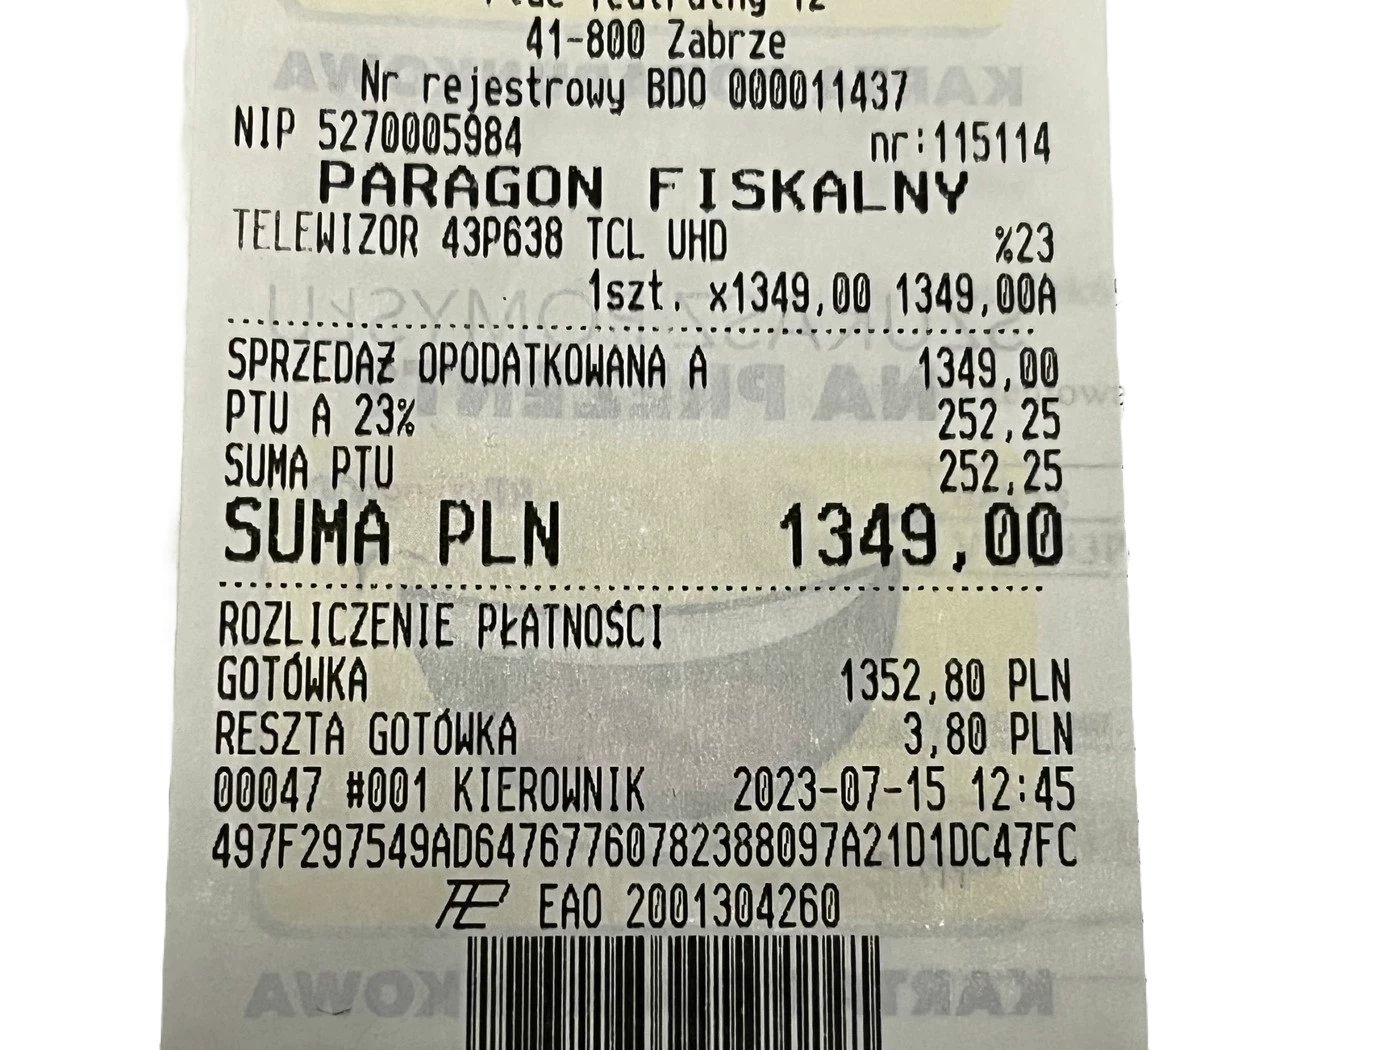 41-800 Zabrze
Nr rejestrowy BDO 000011437
NIP 5270005984 nr:115114
PARAGON FISKALNY
TELEWIZOR 43P638 TCL UHD %23
1szt. x1349,00 1349,00A
SPRZEDAŻ OPODATKOWANA A 1349,00
PTU A 23% 252,25
SUMA PTU 252,25
SUMA PLN 1349,00
ROZLICZENIE PŁATNOŚCI
GOTÓWKA 1352,80 PLN
RESZTA GOTÓWKA 3,80 PLN
00047 #001 KIEROWNIK 2023-07-15 12:45
497F297549AD64767760782388097A21D1DC47FC
EAO 2001304260